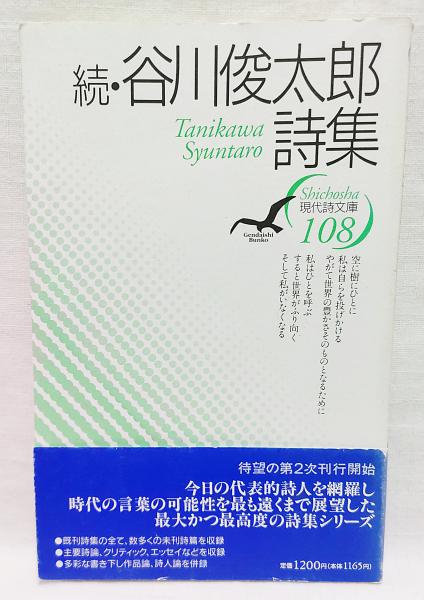 続・谷川俊太郎
詩集
Tanikawa
Syuntaro
Shichosha
現代詩文庫
108
Gendaishi
Bunko
空に樹にひとに
私は自らを投げかける
やがて世界の豊かさそのものとなるために
私はひとを呼ぶ
すると世界がふり向く
そして私がいなくなる
待望の第2次刊行開始
今日の代表的詩人を網羅し
時代の言葉の可能性を最も遠くまで展望した
最大かつ最高度の詩集シリーズ
●既刊詩集の全て、数多くの未刊詩篇を収録
●主要詩論、クリティック、エッセイなどを収録
●多彩な書き下し作品論、詩人論を併録
定価1200円(本体1165円)